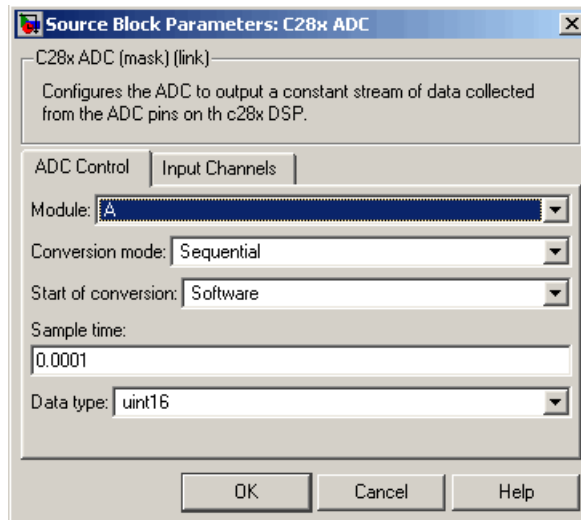 Source Block Parameters: C28x ADC
C28x ADC (mask) (link)
Configures the ADC to output a constant stream of data collected
from the ADC pins on th c28x DSP.
ADC Control Input Channels
Module: A
Conversion mode: Sequential
Start of conversion: Software
Sample time:
0.0001
Data type: uint16
OK Cancel Help